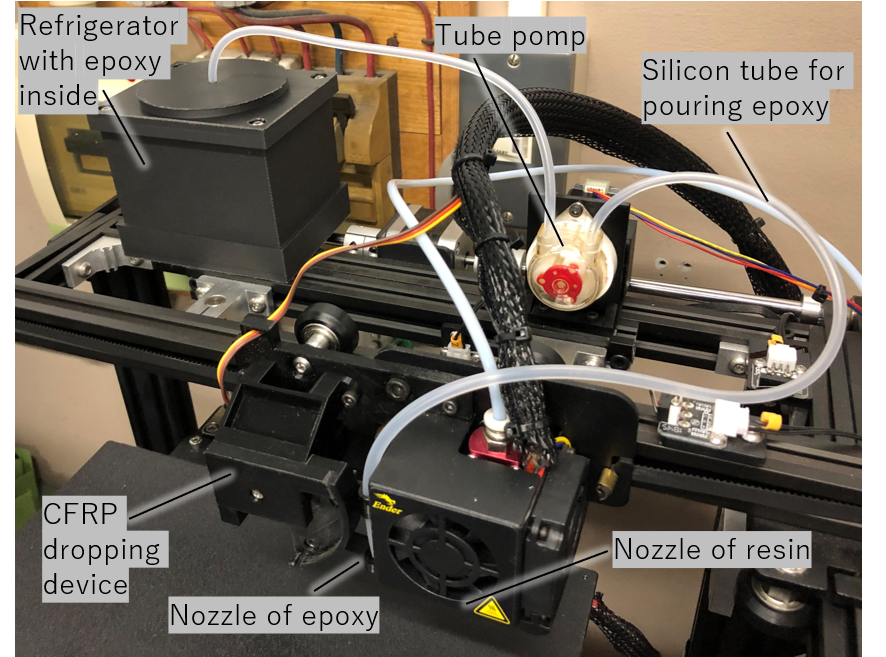 Refrigerator
with epoxy
inside
Tube pomp
Silicon tube for
pouring epoxy
Ender
CFRP
dropping
device
Nozzle of resin
Nozzle of epoxy